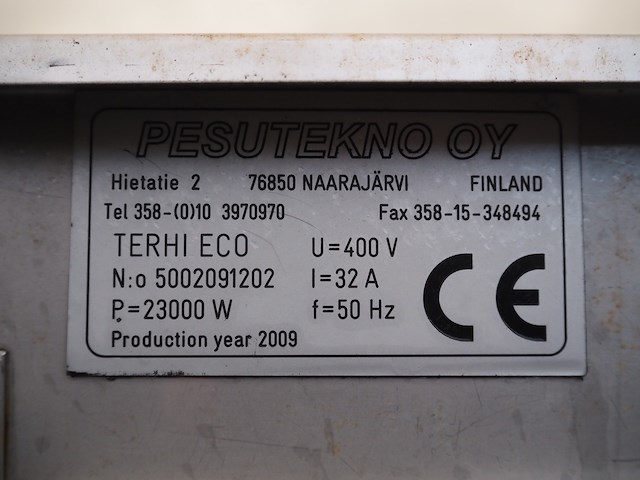 PESUTEKNO OY
Hietatie 2 76850 NAARAJÄRVI FINLAND
Tel 358-(0)10 3970970 Fax 358-15-348494
TERHI ECO U=400 V
N:o 5002091202 I=32 A
P=23000 W f=50 Hz
Production year 2009
CE